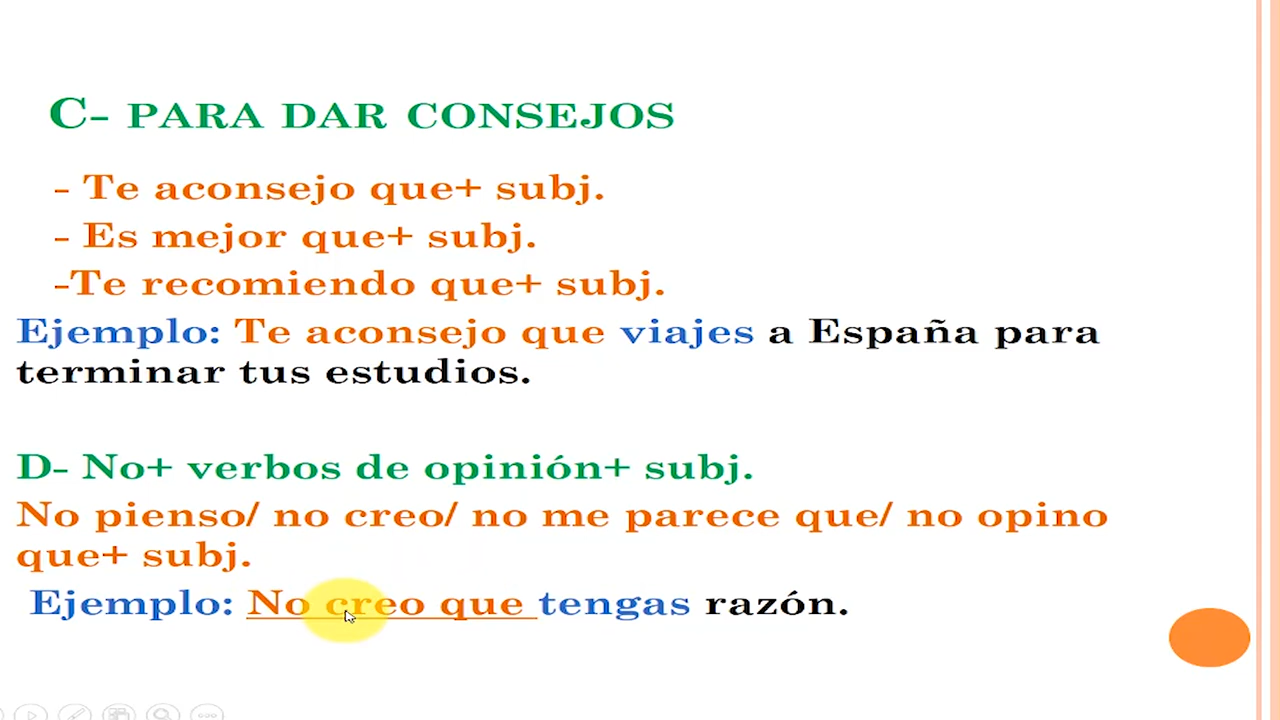 C- PARA DAR CONSEJOS
- Te aconsejo que+ subj.
- Es mejor que+ subj.
-Te recomiendo que+ subj.
Ejemplo: Te aconsejo que viajes a España para
terminar tus estudios.
D- No+ verbos de opinión+ subj.
No pienso/ no creo/ no me parece que/ no opino
que+ subj.
Ejemplo: No creo que tengas razón.